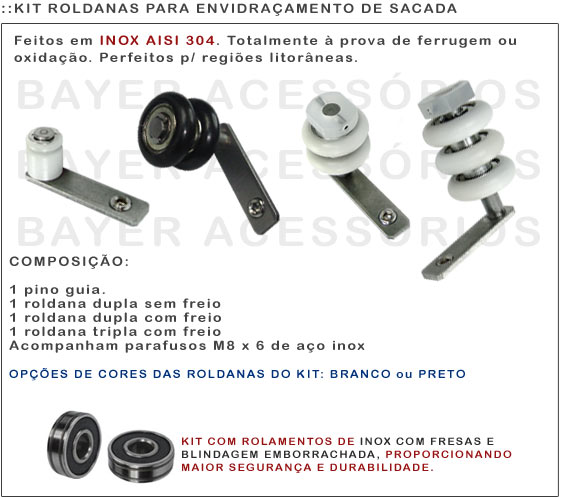 ::KIT ROLDANAS PARA ENVIDRAÇAMENTO DE SACADA
Feitos em INOX AISI 304. Totalmente à prova de ferrugem ou
oxidação. Perfeitos p/ regiões litorâneas.
BAYER ACESSÓRIOS
BAYER ACESSÓRIOS
BAYER ACESSÓRIOS
COMPOSIÇÃO:
1 pino guia.
1 roldana dupla sem freio
1 roldana dupla com freio
1 roldana tripla com freio
Acompanham parafusos M8 x 6 de aço inox
OPÇÕES DE CORES DAS ROLDANAS DO KIT: BRANCO ou PRETO
KIT COM ROLAMENTOS DE INOX COM FRESAS E
BLINDAGEM EMBORRACHADA, PROPORCIONANDO
MAIOR SEGURANÇA E DURABILIDADE.